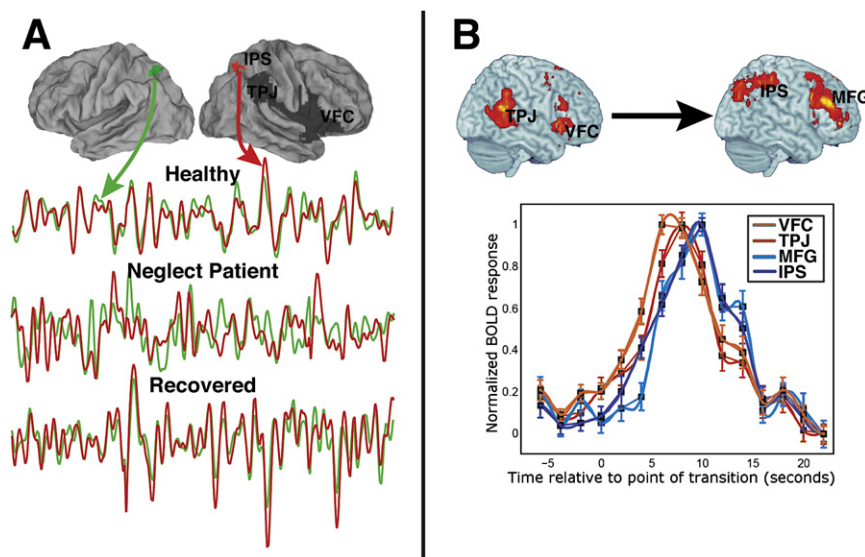 A
IPS
TPJ
VFC
Healthy
Neglect Patient
Recovered
B
TPJ
VFC
IPS
MFG
Normalized BOLD response
1
0.8
0.6
0.4
0.2
0
VFC
TPJ
MFG
IPS
−5 0 5 10 15 20
Time relative to point of transition (seconds)